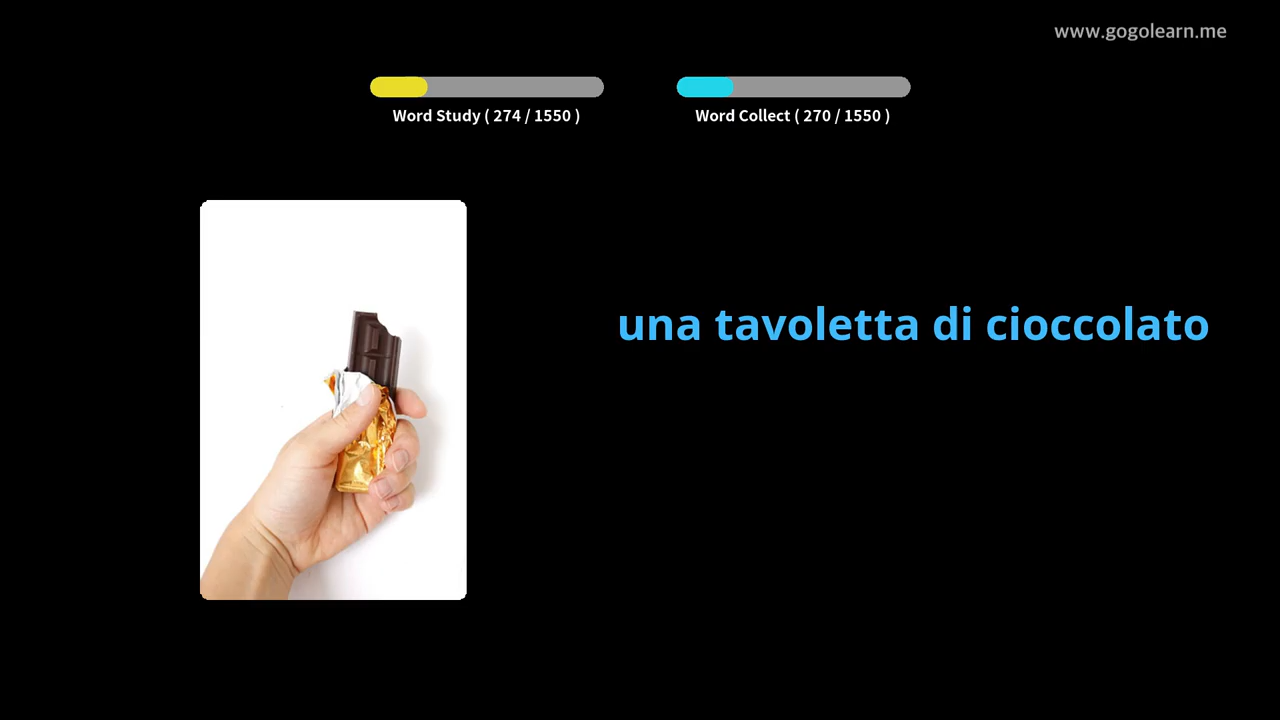 www.gogolearn.me
Word Study ( 274 / 1550 )
Word Collect ( 270 / 1550 )
una tavoletta di cioccolato